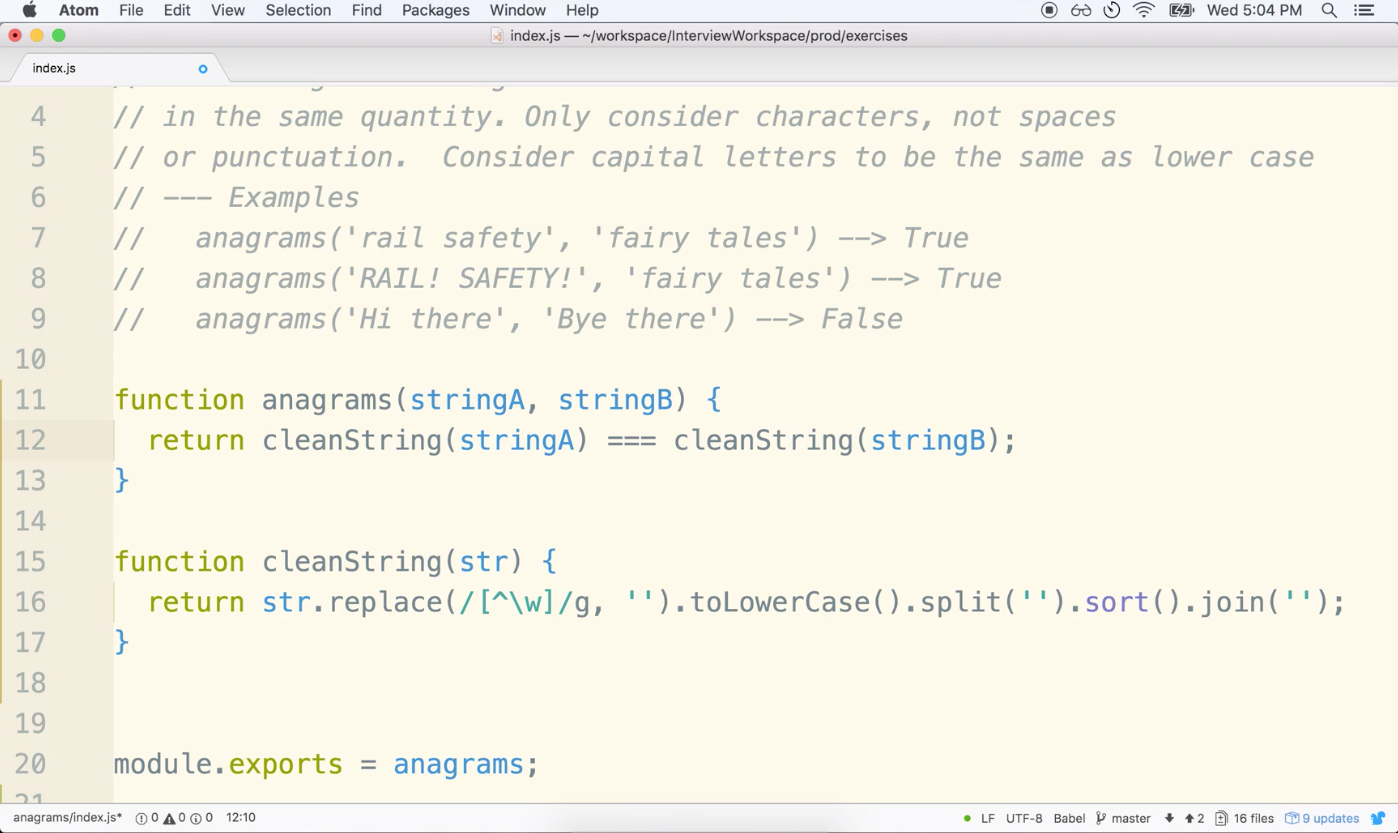 Atom File Edit View Selection Find Packages Window Help Wed 5:04 PM
index.js — ~/workspace/InterviewWorkspace/prod/exercises
index.js
4 // in the same quantity. Only consider characters, not spaces
5 // or punctuation.  Consider capital letters to be the same as lower case
6 // --- Examples
7 //   anagrams('rail safety', 'fairy tales') --> True
8 //   anagrams('RAIL! SAFETY!', 'fairy tales') --> True
9 //   anagrams('Hi there', 'Bye there') --> False
10
11 function anagrams(stringA, stringB) {
12   return cleanString(stringA) === cleanString(stringB);
13 }
14
15 function cleanString(str) {
16   return str.replace(/[^\w]/g, '').toLowerCase().split('').sort().join('');
17 }
18
19
20 module.exports = anagrams;
21
anagrams/index.js* 0 0 0 12:10 LF UTF-8 Babel master 2 16 files 9 updates